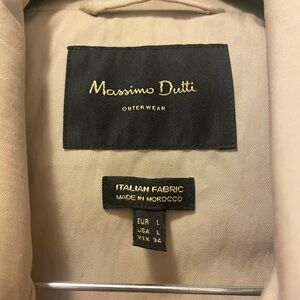 Massimo Dutti
OUTERWEAR
ITALIAN FABRIC
MADE IN MOROCCO
EUR L
USA L
MEX 34